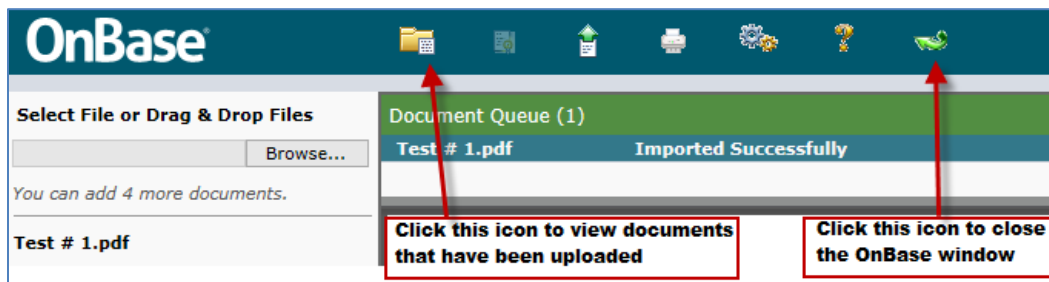 OnBase®
Select File or Drag & Drop Files
Browse...
You can add 4 more documents.
Test # 1.pdf
Document Queue (1)
Test # 1.pdf Imported Successfully
Click this icon to view documents
that have been uploaded
Click this icon to close
the OnBase window